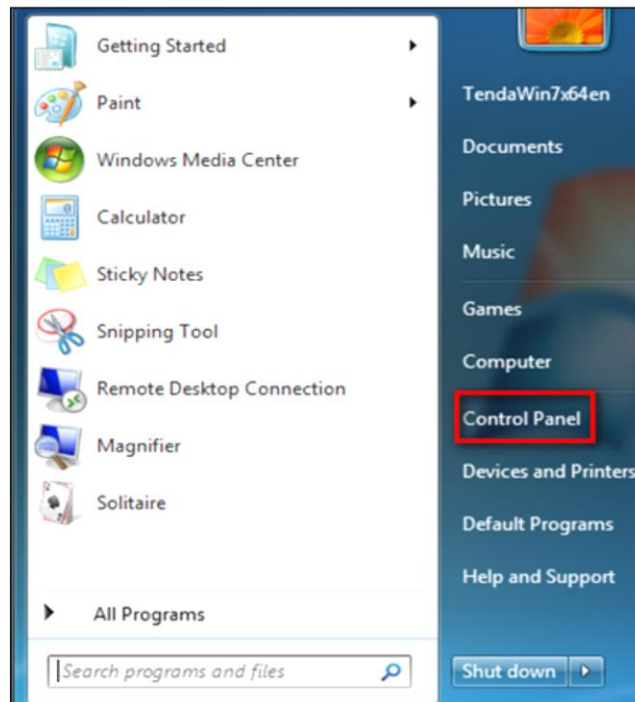 Getting Started
Paint
Windows Media Center
Calculator
Sticky Notes
Snipping Tool
Remote Desktop Connection
Magnifier
Solitaire
All Programs
Search programs and files
TendaWin7x64en
Documents
Pictures
Music
Games
Computer
Control Panel
Devices and Printers
Default Programs
Help and Support
Shut down